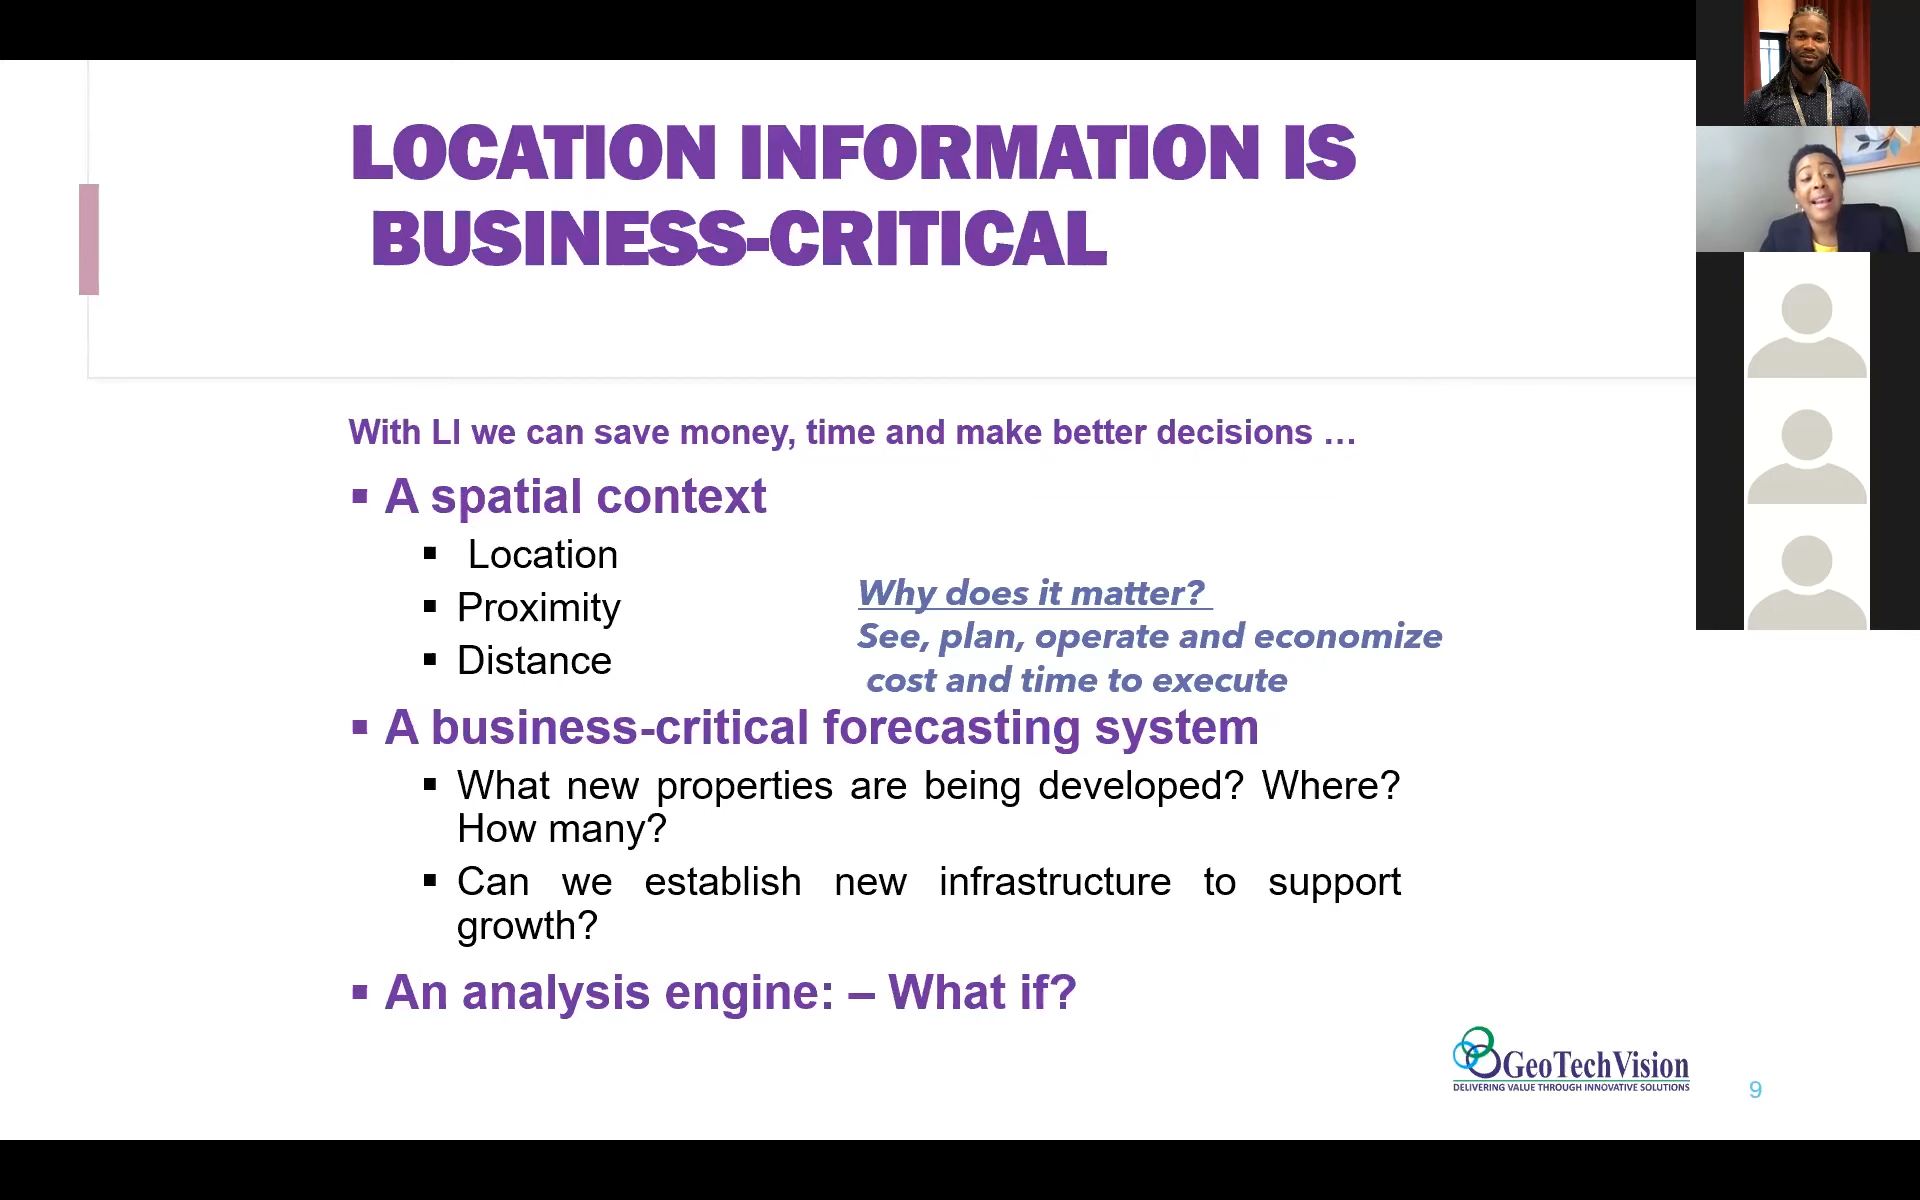 LOCATION INFORMATION IS
BUSINESS-CRITICAL
With LI we can save money, time and make better decisions …
▪ A spatial context
▪ Location
▪ Proximity
▪ Distance
Why does it matter?
See, plan, operate and economize
cost and time to execute
▪ A business-critical forecasting system
▪ What new properties are being developed? Where?
How many?
▪ Can we establish new infrastructure to support
growth?
▪ An analysis engine: – What if?
GeoTechVision
DELIVERING VALUE THROUGH INNOVATIVE SOLUTIONS
9